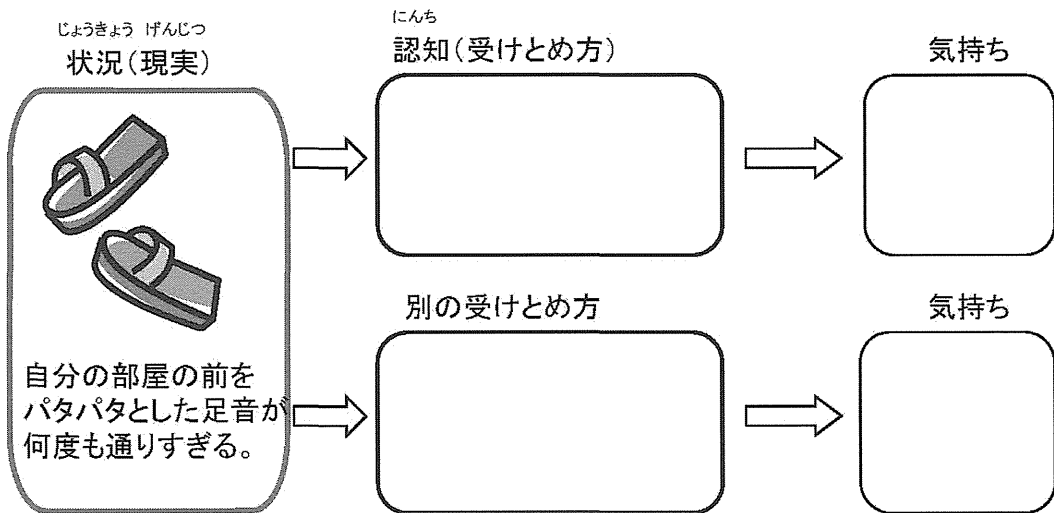 じょうきょう げんじつ
状況(現実)
にんち
認知(受けとめ方)
気持ち
別の受けとめ方
気持ち
自分の部屋の前を
パタパタとした足音が
何度も通りすぎる。